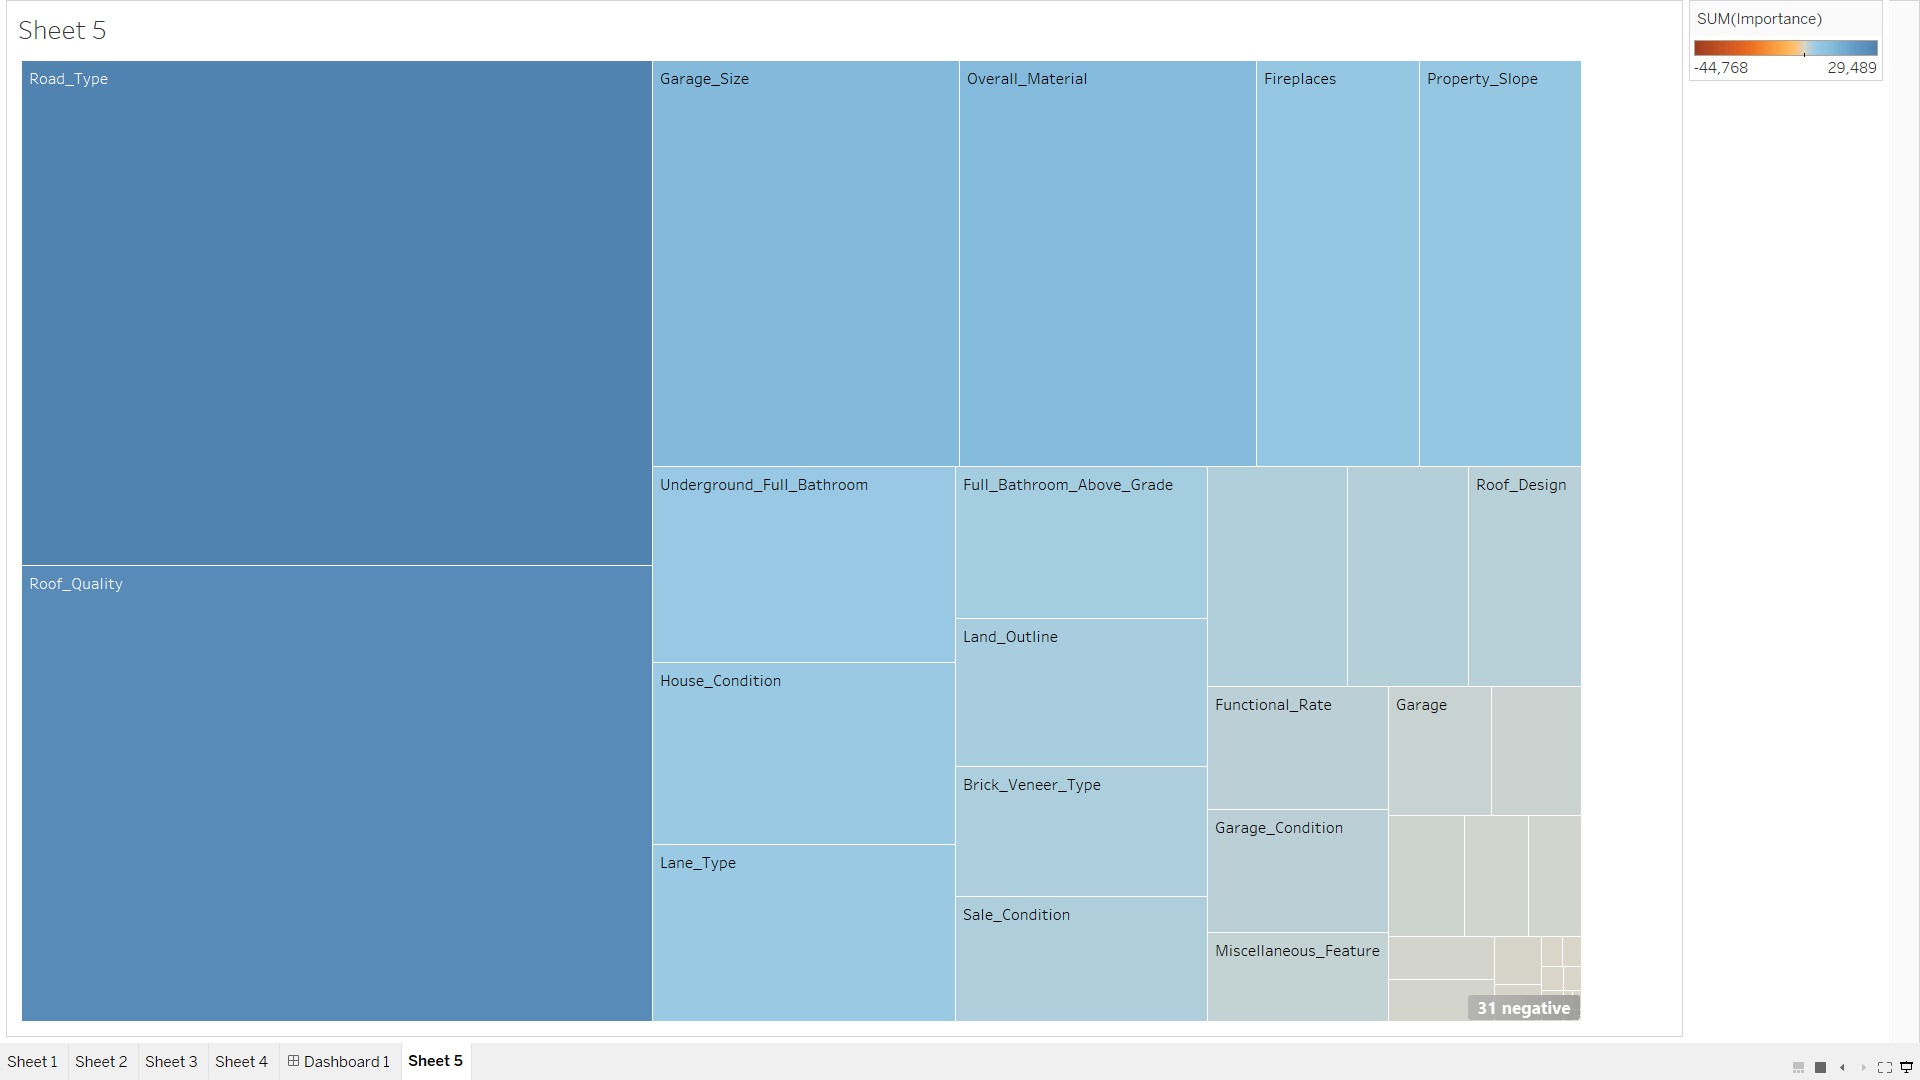 Sheet 5
SUM(Importance)
-44,768 29,489
Road_Type
Garage_Size
Overall_Material
Fireplaces
Property_Slope
Underground_Full_Bathroom
Full_Bathroom_Above_Grade
Roof_Design
Roof_Quality
Land_Outline
House_Condition
Functional_Rate
Garage
Brick_Veneer_Type
Garage_Condition
Lane_Type
Sale_Condition
Miscellaneous_Feature
31 negative
Sheet 1 Sheet 2 Sheet 3 Sheet 4 Dashboard 1 Sheet 5